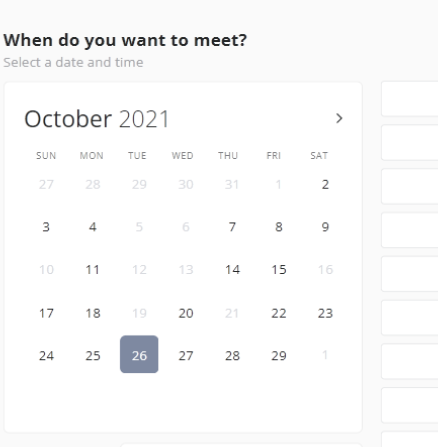 When do you want to meet?
Select a date and time
October 2021 >
SUN MON TUE WED THU FRI SAT
27 28 29 30 31 1 2
3 4 5 6 7 8 9
10 11 12 13 14 15 16
17 18 19 20 21 22 23
24 25 26 27 28 29 1